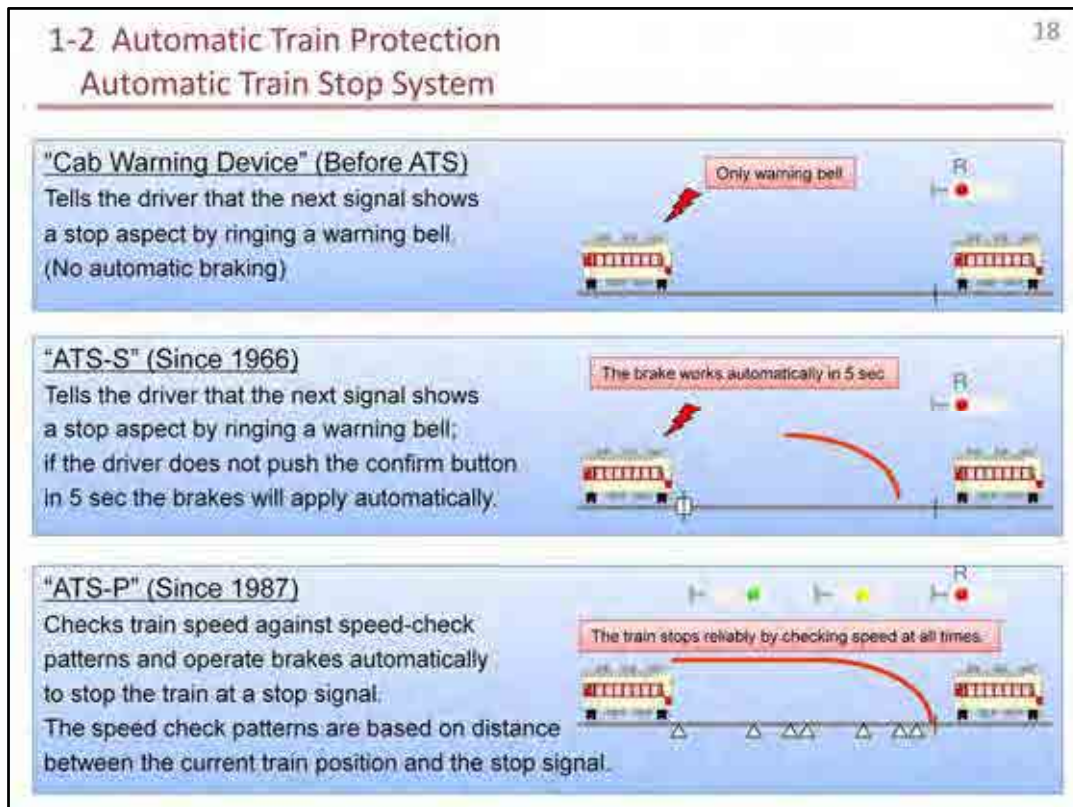 1-2 Automatic Train Protection
18
Automatic Train Stop System
"Cab Warning Device" (Before ATS)
Tells the driver that the next signal shows
a stop aspect by ringing a warning bell.
(No automatic braking)
Only warning bell
R
"ATS-S" (Since 1966)
Tells the driver that the next signal shows
a stop aspect by ringing a warning bell;
if the driver does not push the confirm button
in 5 sec the brakes will apply automatically.
The brake works automatically in 5 sec
R
"ATS-P" (Since 1987)
Checks train speed against speed-check
patterns and operate brakes automatically
to stop the train at a stop signal.
The speed check patterns are based on distance
between the current train position and the stop signal.
R
The train stops reliably by checking speed at all times.